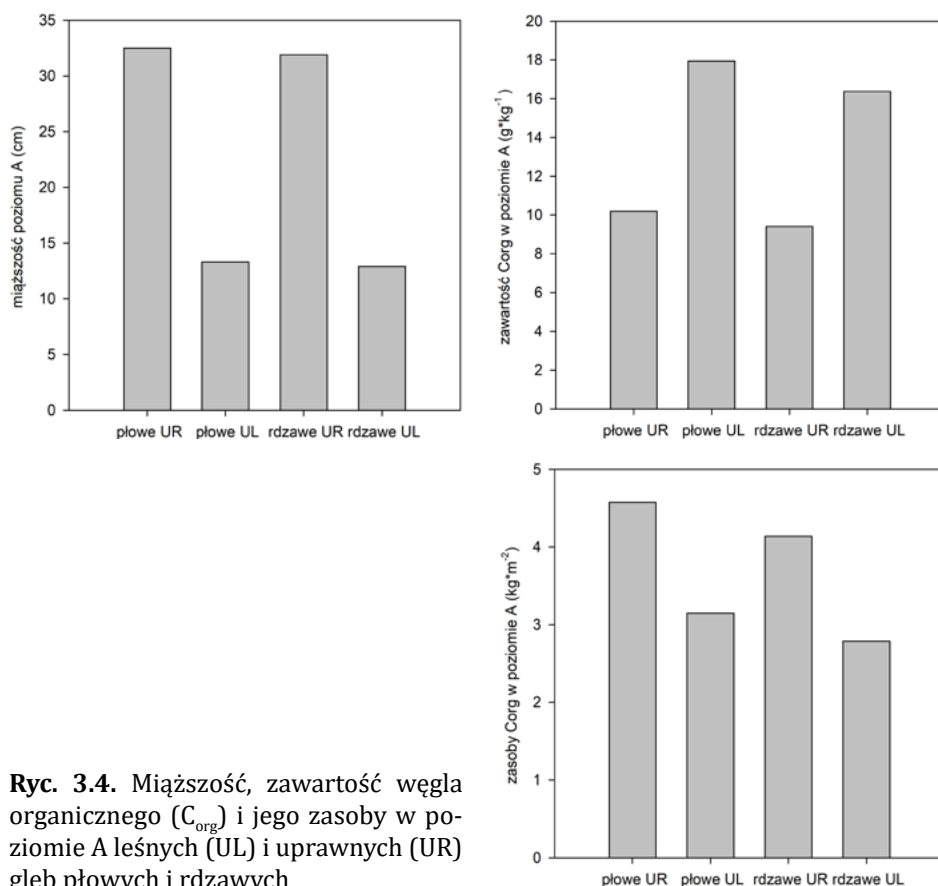 miąższość poziomu A (cm)
35
30
25
20
15
10
5
0
płowe UR płowe UL rdzawe UR rdzawe UL
zawartość Corg w poziomie A (g*kg⁻¹)
20
18
16
14
12
10
8
6
4
2
0
płowe UR płowe UL rdzawe UR rdzawe UL
zasoby Corg w poziomie A (kg*m⁻²)
5
4
3
2
1
0
płowe UR płowe UL rdzawe UR rdzawe UL
Ryc. 3.4. Miąższość, zawartość węgla
organicznego (Corg) i jego zasoby w po-
ziomie A leśnych (UL) i uprawnych (UR)
gleb płowych i rdzawych